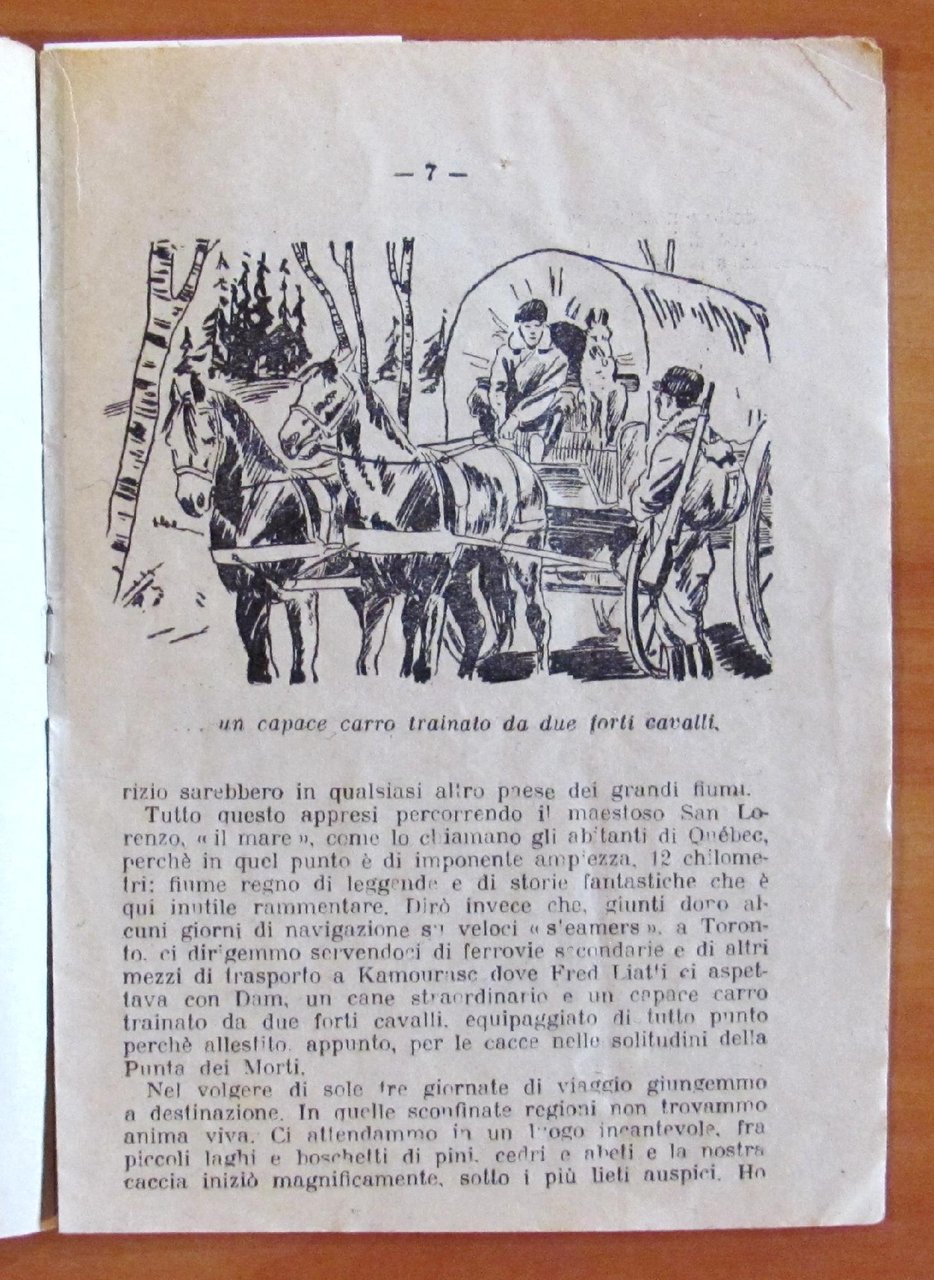 — 7 —
... un capace carro trainato da due forti cavalli.
rizio sarebbero in qualsiasi altro paese dei grandi fiumi.
Tutto questo appresi percorrendo il maestoso San Lo-
renzo, « il mare », come lo chiamano gli abitanti di Québec,
perchè in quel punto è di imponente ampiezza, 12 chilome-
tri; fiume regno di leggende e di storie fantastiche che è
qui inutile rammentare. Dirò invece che, giunti dopo al-
cuni giorni di navigazione su veloci « steamers », a Toron-
to, ci dirigemmo servendoci di ferrovie secondarie e di altri
mezzi di trasporto a Kamourasc dove Fred Liatti ci aspet-
tava con Dam, un cane straordinario e un capace carro
trainato da due forti cavalli, equipaggiato di tutto punto
perchè allestito, appunto, per le cacce nelle solitudini della
Punta dei Morti.
Nel volgere di sole tre giornate di viaggio giungemmo
a destinazione. In quelle sconfinate regioni non trovammo
anima viva. Ci attendammo in un luogo incantevole, fra
piccoli laghi e boschetti di pini, cedri e abeti e la nostra
caccia iniziò magnificamente, sotto i più lieti auspici. Ho